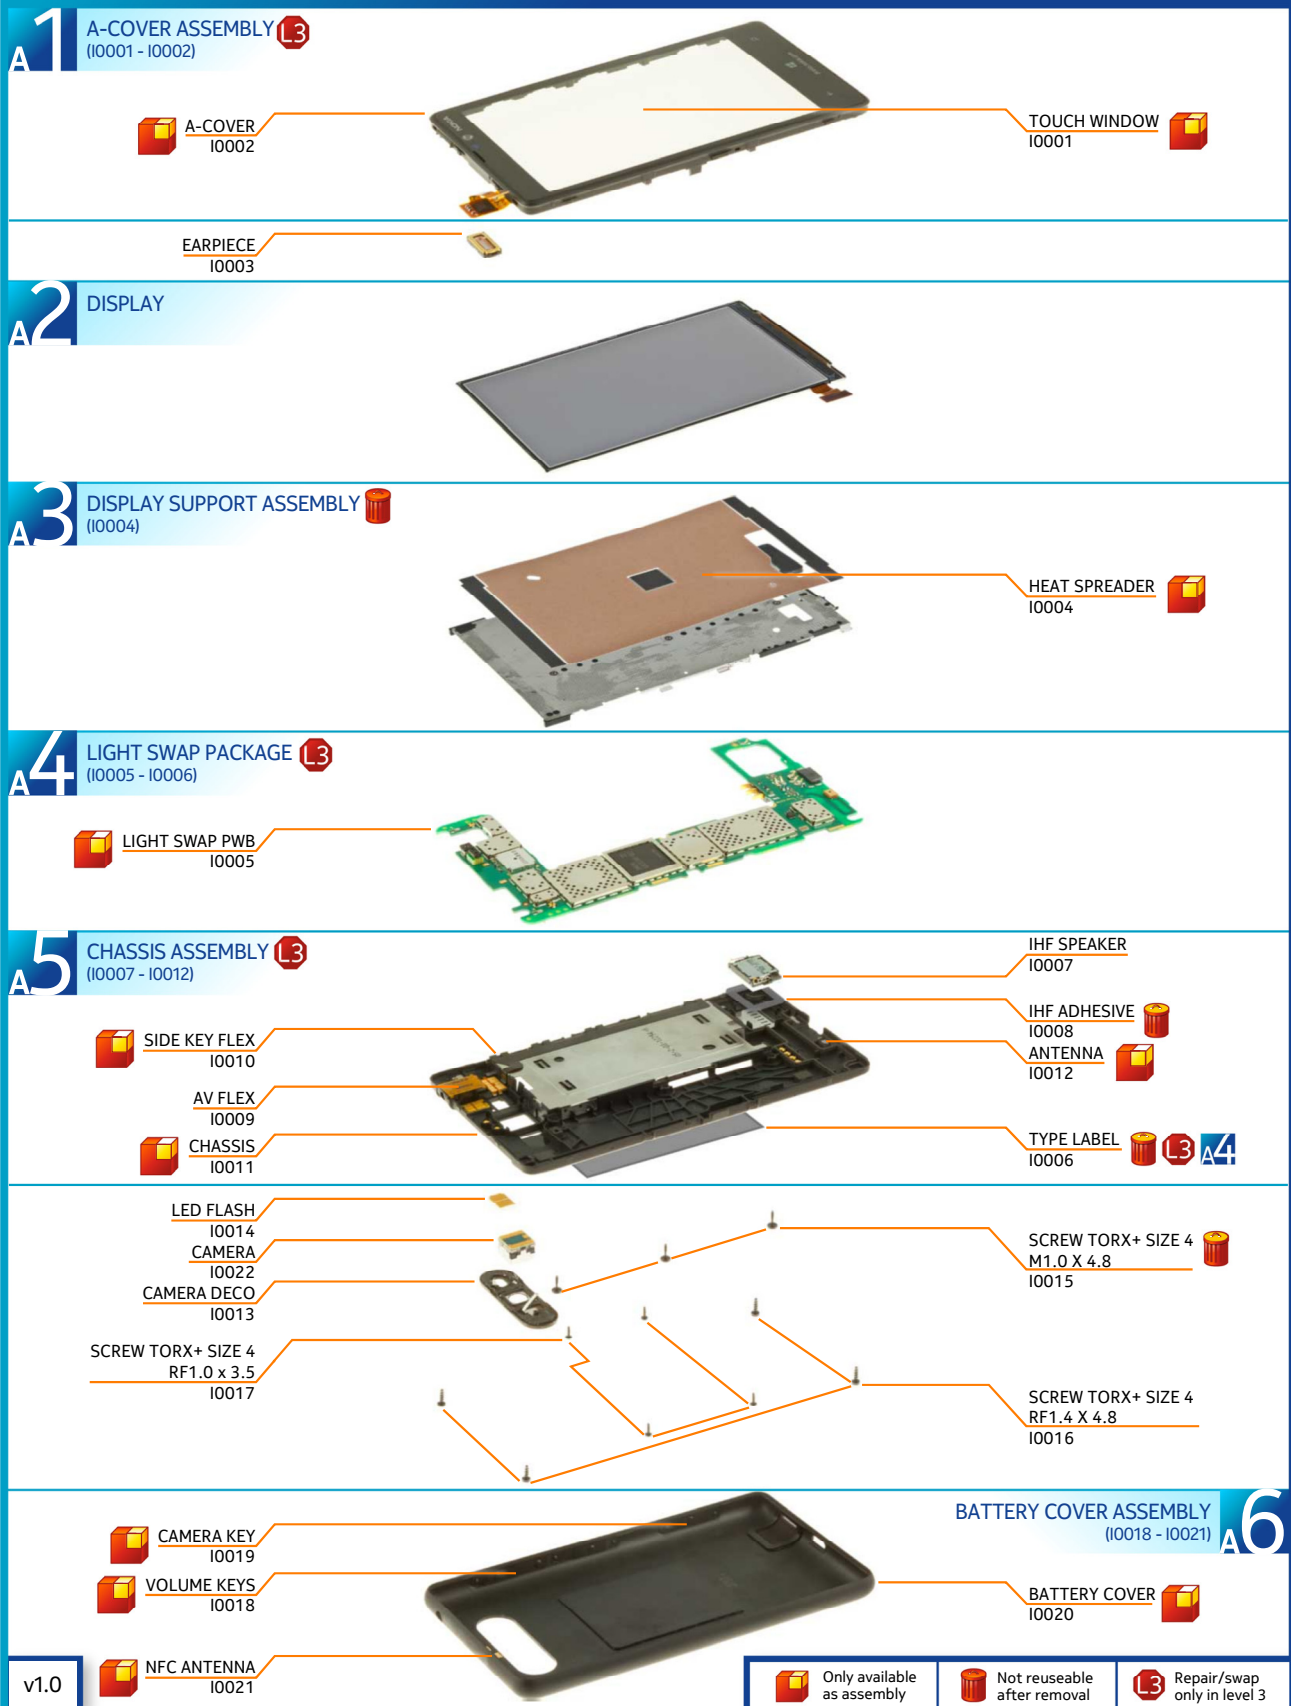 A1
A-COVER ASSEMBLY L3
(I0001 - I0002)
A-COVER
I0002
TOUCH WINDOW
I0001
NOKIA
EARPIECE
I0003
A2
DISPLAY
A3
DISPLAY SUPPORT ASSEMBLY
(I0004)
HEAT SPREADER
I0004
A4
LIGHT SWAP PACKAGE L3
(I0005 - I0006)
LIGHT SWAP PWB
I0005
A5
CHASSIS ASSEMBLY L3
(I0007 - I0012)
IHF SPEAKER
I0007
IHF ADHESIVE
I0008
ANTENNA
I0012
SIDE KEY FLEX
I0010
AV FLEX
I0009
CHASSIS
I0011
TYPE LABEL
I0006
L3 A4
LED FLASH
I0014
CAMERA
I0022
CAMERA DECO
I0013
SCREW TORX+ SIZE 4
RF1.0 x 3.5
I0017
SCREW TORX+ SIZE 4
M1.0 X 4.8
I0015
SCREW TORX+ SIZE 4
RF1.4 X 4.8
I0016
A6
BATTERY COVER ASSEMBLY
(I0018 - I0021)
CAMERA KEY
I0019
VOLUME KEYS
I0018
BATTERY COVER
I0020
NFC ANTENNA
I0021
v1.0
Only available
as assembly
Not reuseable
after removal
L3
Repair/swap
only in level 3